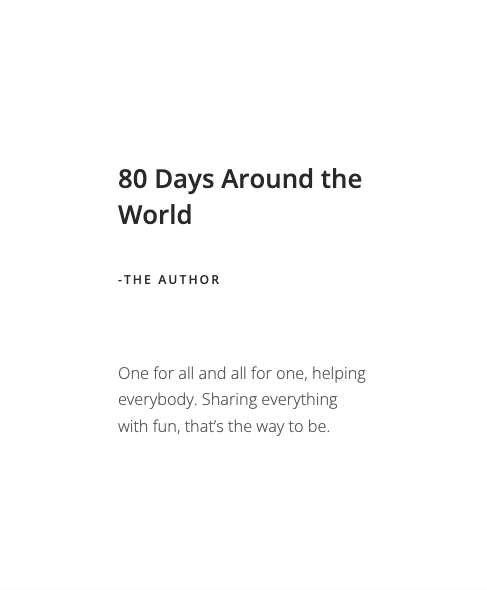 80 Days Around the
World
-THE AUTHOR
One for all and all for one, helping
everybody. Sharing everything
with fun, that’s the way to be.